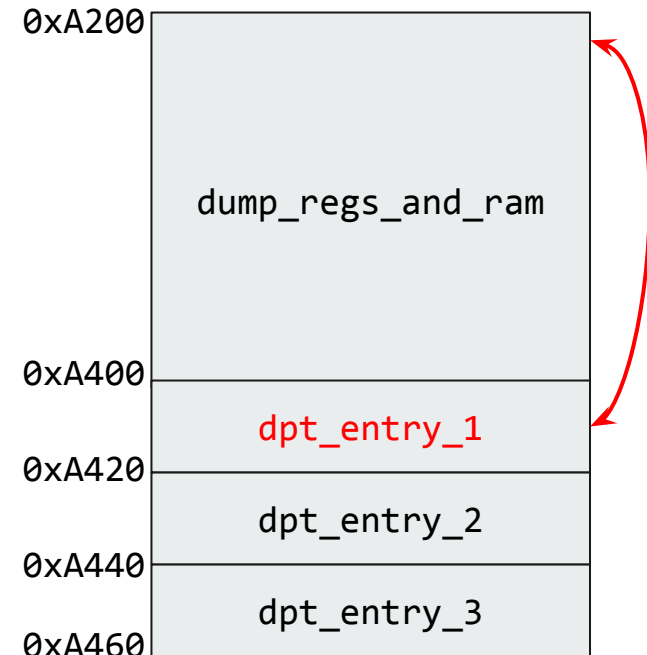 0xA200
dump_regs_and_ram
0xA400
dpt_entry_1
0xA420
dpt_entry_2
0xA440
dpt_entry_3
0xA460